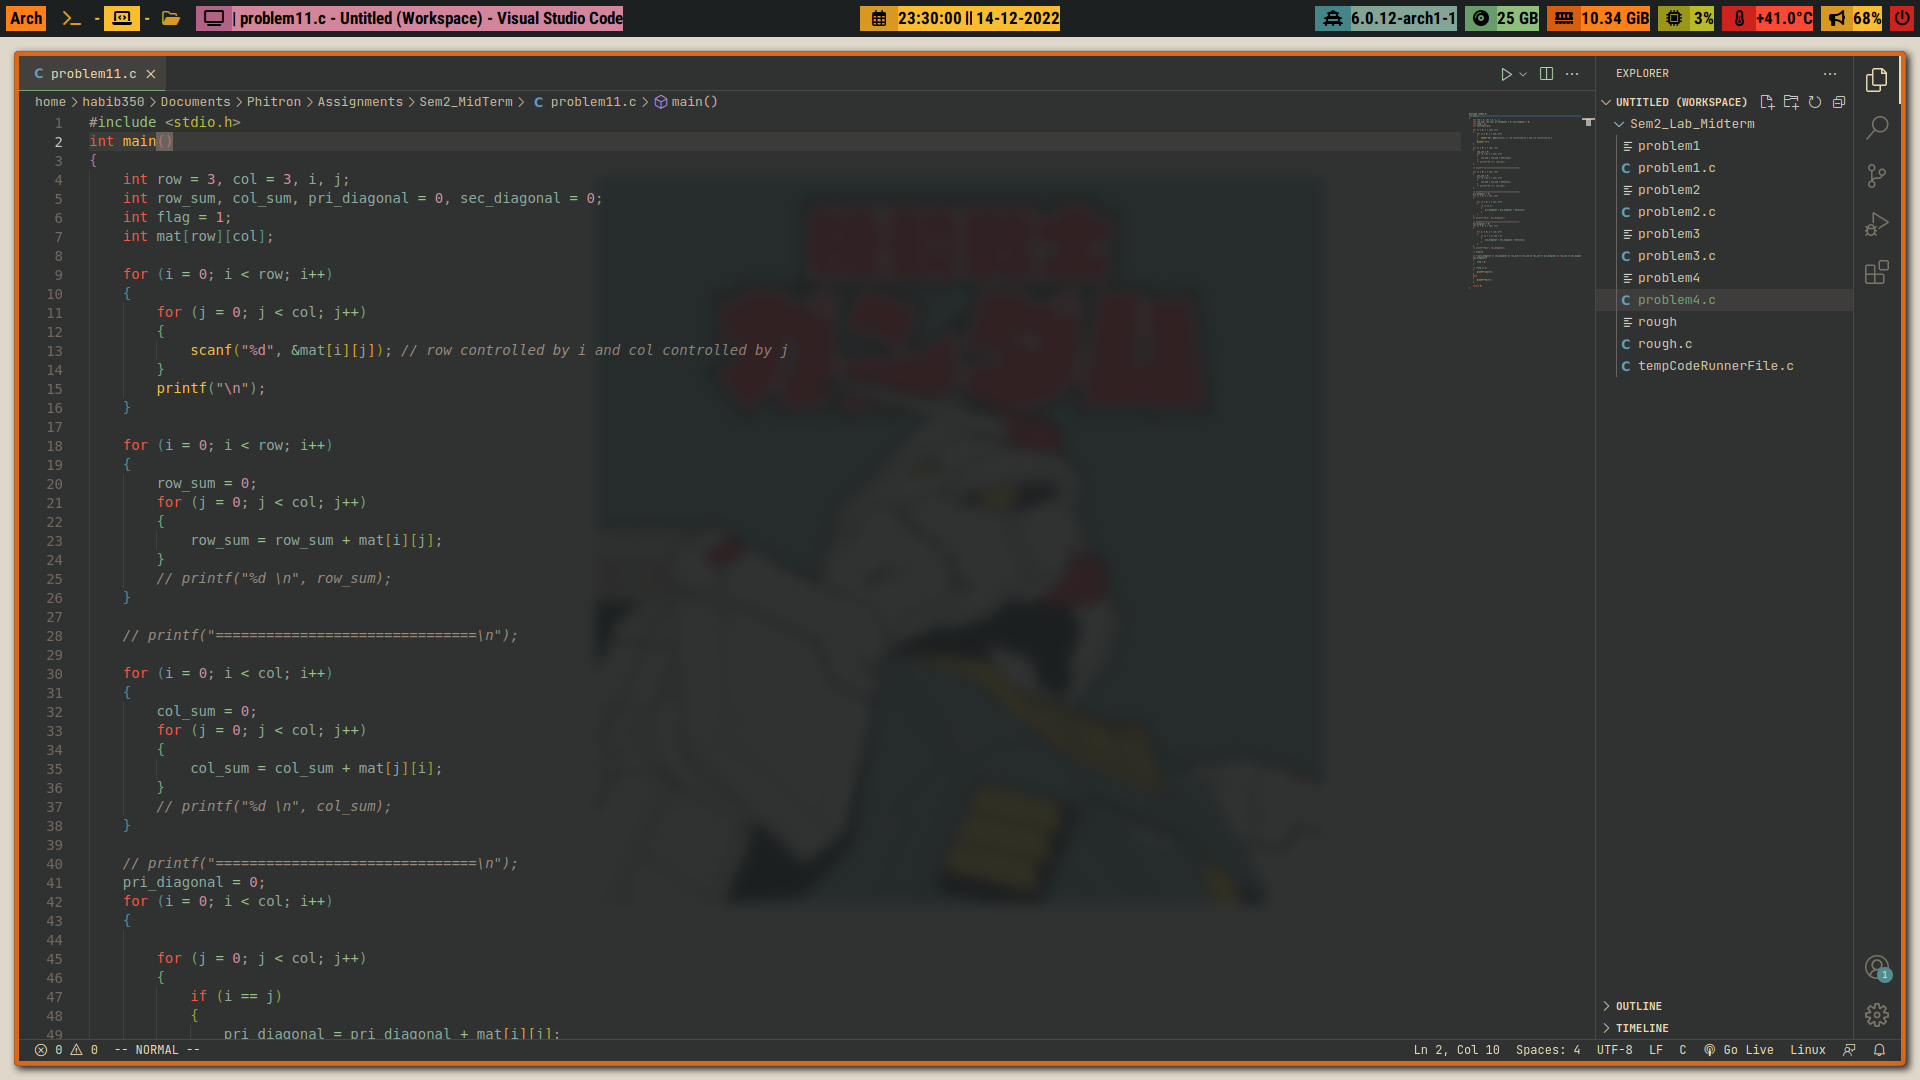 Arch - - | problem11.c - Untitled (Workspace) - Visual Studio Code 23:30:00 || 14-12-2022 6.0.12-arch1-1 25 GB 10.34 GiB 3% +41.0°C 68%
C problem11.c
home > habib350 > Documents > Phitron > Assignments > Sem2_MidTerm > C problem11.c > main()
1 #include <stdio.h>
2 int main()
3 {
4 int row = 3, col = 3, i, j;
5 int row_sum, col_sum, pri_diagonal = 0, sec_diagonal = 0;
6 int flag = 1;
7 int mat[row][col];
8
9 for (i = 0; i < row; i++)
10 {
11 for (j = 0; j < col; j++)
12 {
13 scanf("%d", &mat[i][j]); // row controlled by i and col controlled by j
14 }
15 printf("\n");
16 }
17
18 for (i = 0; i < row; i++)
19 {
20 row_sum = 0;
21 for (j = 0; j < col; j++)
22 {
23 row_sum = row_sum + mat[i][j];
24 }
25 // printf("%d \n", row_sum);
26 }
27
28 // printf("===============================\n");
29
30 for (i = 0; i < col; i++)
31 {
32 col_sum = 0;
33 for (j = 0; j < col; j++)
34 {
35 col_sum = col_sum + mat[j][i];
36 }
37 // printf("%d \n", col_sum);
38 }
39
40 // printf("===============================\n");
41 pri_diagonal = 0;
42 for (i = 0; i < col; i++)
43 {
44
45 for (j = 0; j < col; j++)
46 {
47 if (i == j)
48 {
49 pri_diagonal = pri_diagonal + mat[i][j];
EXPLORER
UNTITLED (WORKSPACE)
Sem2_Lab_Midterm
problem1
C problem1.c
problem2
C problem2.c
problem3
C problem3.c
problem4
C problem4.c
rough
C rough.c
C tempCodeRunnerFile.c
1
OUTLINE
TIMELINE
0 0 -- NORMAL -- Ln 2, Col 10 Spaces: 4 UTF-8 LF C Go Live Linux
ガンダム